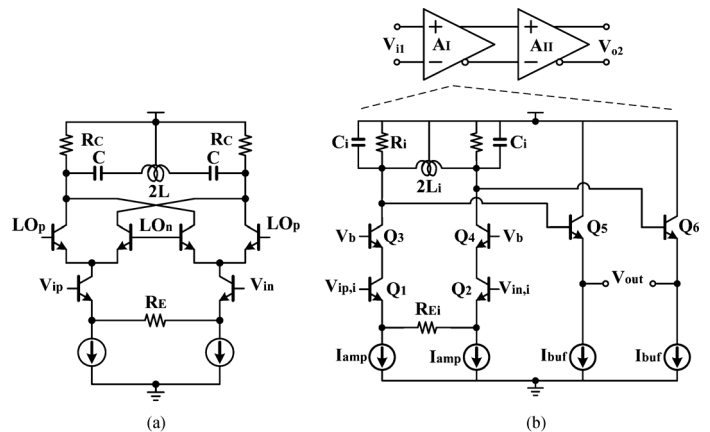 V_i1
+
−
A_I
+
−
A_II
V_o2
R_C
R_C
C
C
2L
LO_p
LO_n
LO_p
V_ip
V_in
R_E
(a)
C_i
R_i
C_i
2L_i
V_b
Q_3
Q_4
V_b
V_ip,i
Q_1
Q_2
V_in,i
R_Ei
I_amp
I_amp
Q_5
Q_6
V_out
I_buf
I_buf
(b)